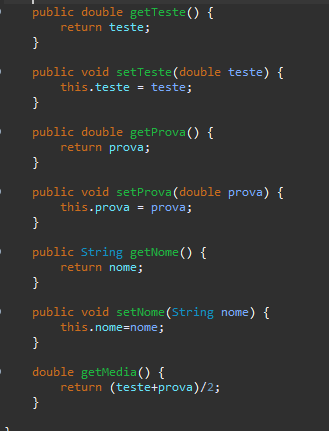 public double getTeste() {
return teste;
}
public void setTeste(double teste) {
this.teste = teste;
}
public double getProva() {
return prova;
}
public void setProva(double prova) {
this.prova = prova;
}
public String getNome() {
return nome;
}
public void setNome(String nome) {
this.nome=nome;
}
double getMedia() {
return (teste+prova)/2;
}
}